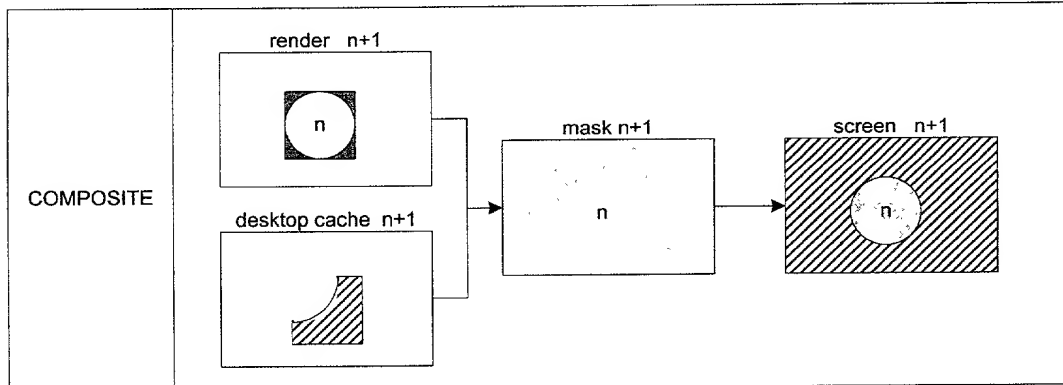 COMPOSITE
render n+1
n
desktop cache n+1
mask n+1
n
screen n+1
n